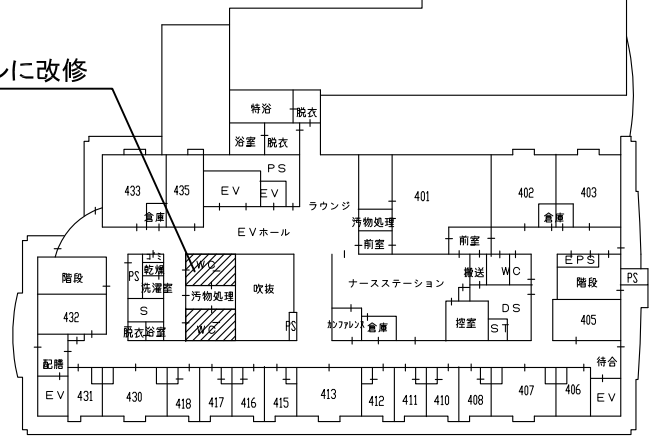 ルに改修
特浴
脱衣
浴室
脱衣
PS
433
435
EV
EV
ラウンジ
401
402
403
倉庫
汚物処理
倉庫
EVホール
前室
前室
階段
PS
ゴミ
乾燥
洗濯室
WC
吹抜
ナースステーション
搬送
WC
EPS
階段
PS
汚物処理
432
S
脱衣
浴室
WC
PS
カンファレンス
倉庫
控室
DS
ST
405
配膳
待合
EV
431
430
418
417
416
415
413
412
411
410
408
407
406
EV